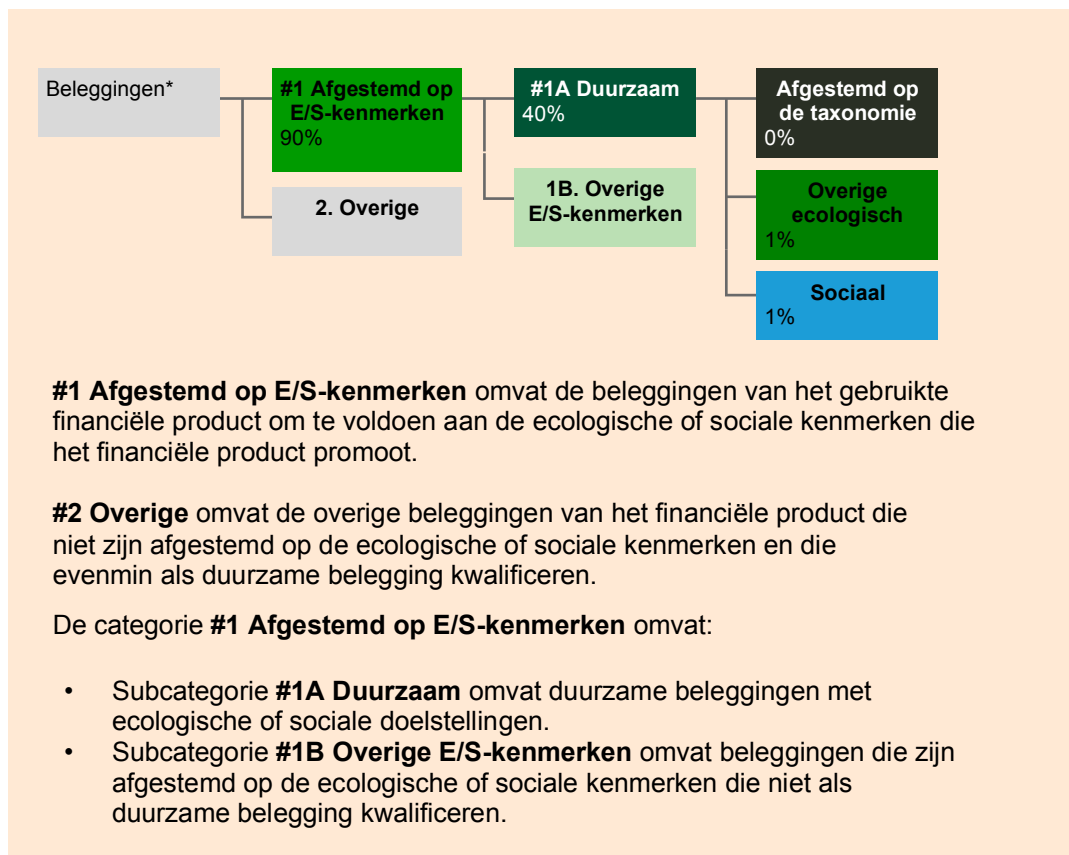 Beleggingen*
#1 Afgestemd op
E/S-kenmerken
90%
2. Overige
#1A Duurzaam
40%
1B. Overige
E/S-kenmerken
Afgestemd op
de taxonomie
0%
Overige
ecologisch
1%
Sociaal
1%
#1 Afgestemd op E/S-kenmerken omvat de beleggingen van het gebruikte
financiële product om te voldoen aan de ecologische of sociale kenmerken die
het financiële product promoot.
#2 Overige omvat de overige beleggingen van het financiële product die
niet zijn afgestemd op de ecologische of sociale kenmerken en die
evenmin als duurzame belegging kwalificeren.
De categorie #1 Afgestemd op E/S-kenmerken omvat:
• Subcategorie #1A Duurzaam omvat duurzame beleggingen met
ecologische of sociale doelstellingen.
• Subcategorie #1B Overige E/S-kenmerken omvat beleggingen die zijn
afgestemd op de ecologische of sociale kenmerken die niet als
duurzame belegging kwalificeren.